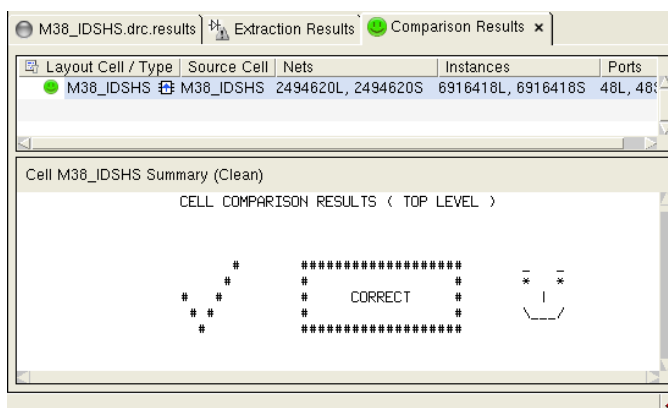 M38_IDSHS.drc.results Extraction Results Comparison Results ×
Layout Cell / Type Source Cell Nets Instances Ports
M38_IDSHS M38_IDSHS 2494620L, 2494620S 6916418L, 6916418S 48L, 48S
Cell M38_IDSHS Summary (Clean)
CELL COMPARISON RESULTS ( TOP LEVEL )
# ################### _ _
# # # * *
# # # CORRECT # |
# # # # \___/
# ###################